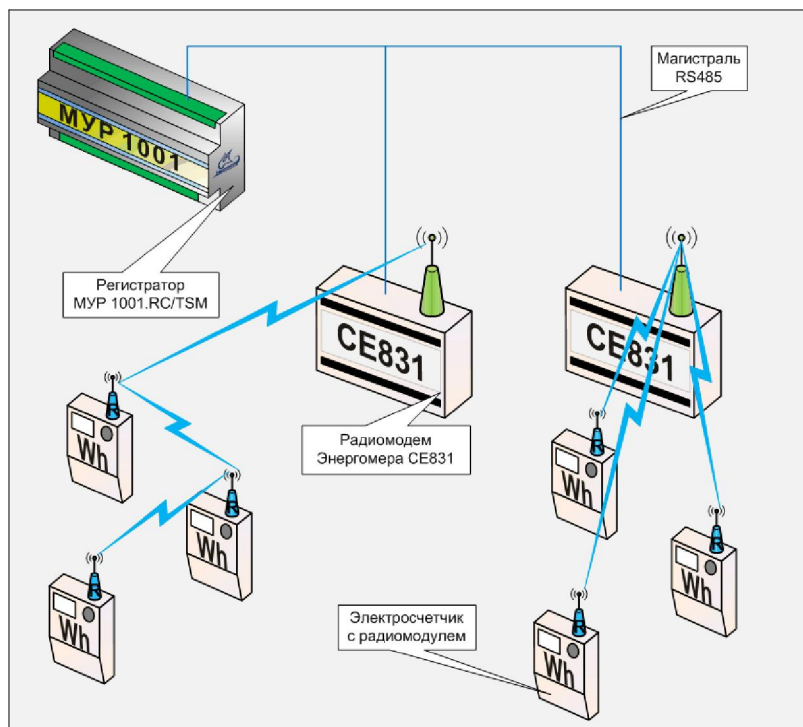 Магистраль
RS485
МУР 1001
Регистратор
МУР 1001.RC/TSM
CE831
CE831
Радиомодем
Энергомера CE831
Wh
Wh
Wh
Wh
Wh
Wh
Электросчетчик
с радиомодулем